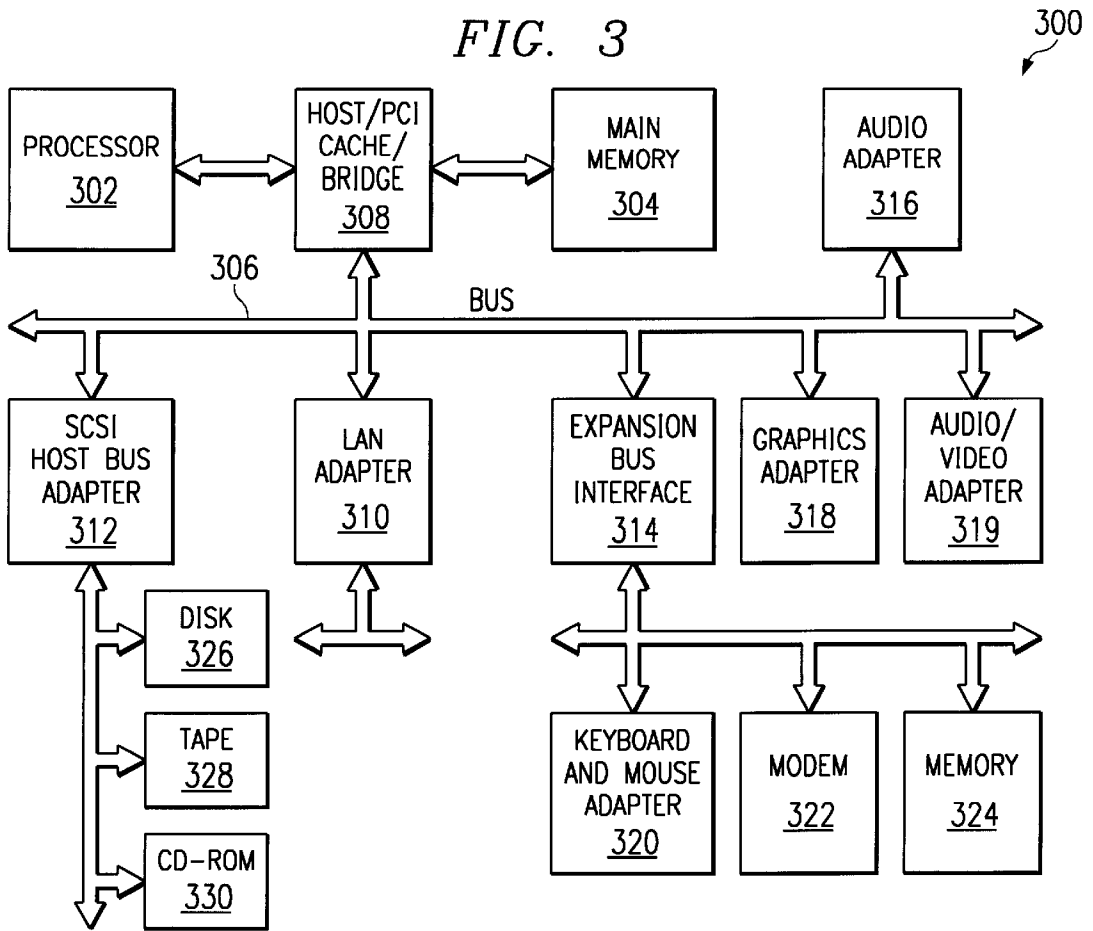 FIG. 3
300
PROCESSOR
302
HOST/PCI
CACHE/
BRIDGE
308
MAIN
MEMORY
304
AUDIO
ADAPTER
316
306
BUS
SCSI
HOST BUS
ADAPTER
312
LAN
ADAPTER
310
EXPANSION
BUS
INTERFACE
314
GRAPHICS
ADAPTER
318
AUDIO/
VIDEO
ADAPTER
319
DISK
326
TAPE
328
CD-ROM
330
KEYBOARD
AND MOUSE
ADAPTER
320
MODEM
322
MEMORY
324